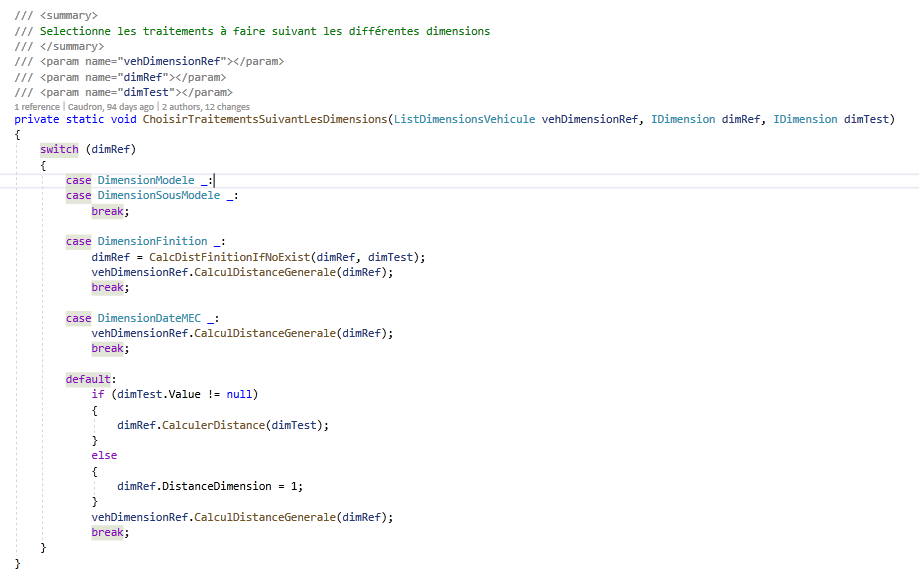 /// <summary>
/// Selectionne les traitements à faire suivant les différentes dimensions
/// </summary>
/// <param name="vehDimensionRef"></param>
/// <param name="dimRef"></param>
/// <param name="dimTest"></param>
1 reference | Caudron, 94 days ago | 2 authors, 12 changes
private static void ChoisirTraitementsSuivantLesDimensions(ListDimensionsVehicule vehDimensionRef, IDimension dimRef, IDimension dimTest)
{
switch (dimRef)
{
case DimensionModele _:
case DimensionSousModele _:
break;
case DimensionFinition _:
dimRef = CalcDistFinitionIfNoExist(dimRef, dimTest);
vehDimensionRef.CalculDistanceGenerale(dimRef);
break;
case DimensionDateMEC _:
vehDimensionRef.CalculDistanceGenerale(dimRef);
break;
default:
if (dimTest.Value != null)
{
dimRef.CalculerDistance(dimTest);
}
else
{
dimRef.DistanceDimension = 1;
}
vehDimensionRef.CalculDistanceGenerale(dimRef);
break;
}
}